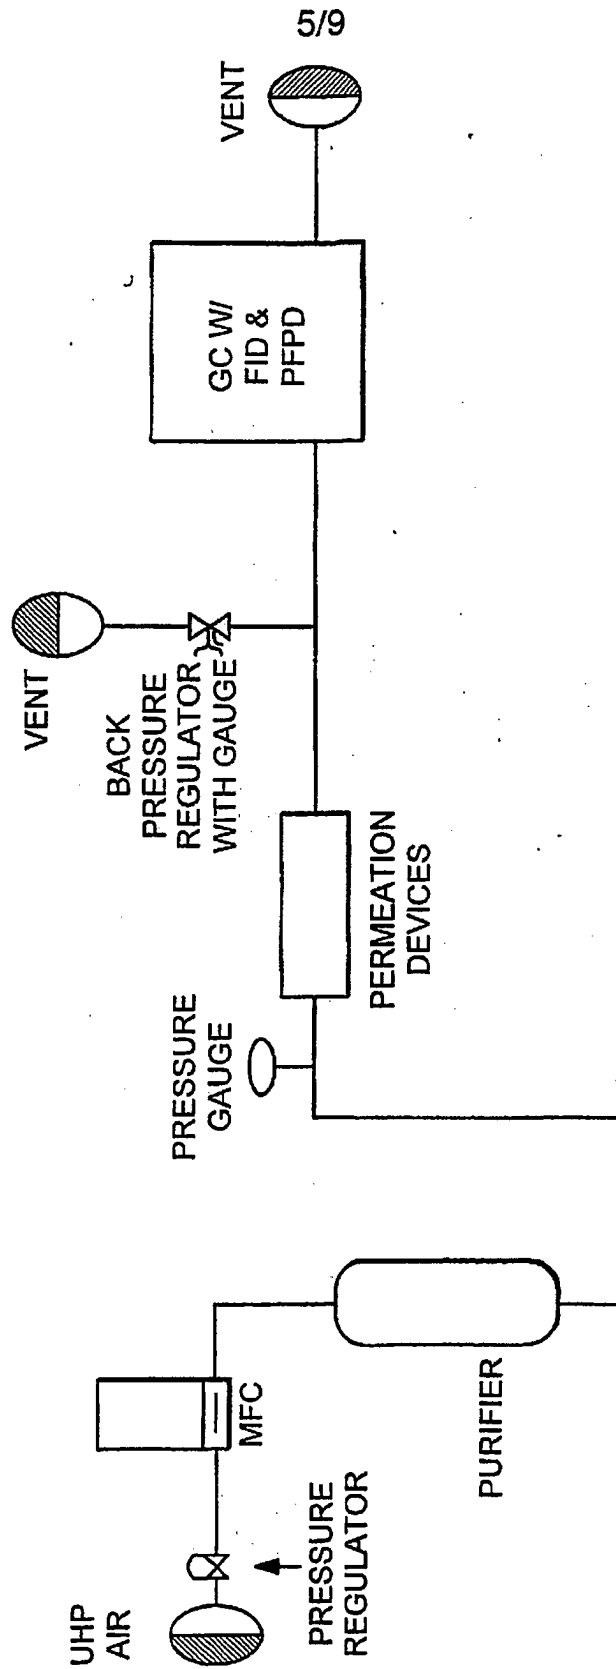 5/9
VENT
GC W/
FID &
PFPD
VENT
BACK
PRESSURE
REGULATOR
WITH GAUGE
PERMEATION
DEVICES
PRESSURE
GAUGE
MFC
PURIFIER
PRESSURE
REGULATOR
UHP
AIR